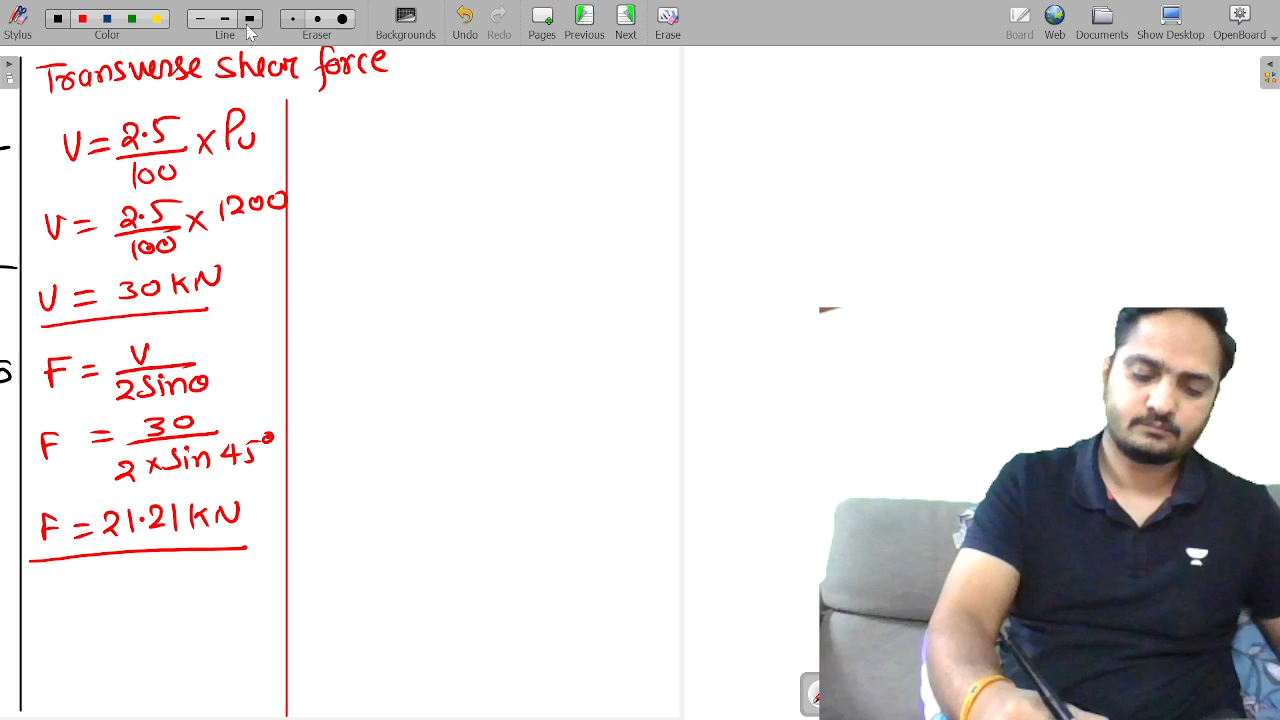 Stylus
Color
Line
Eraser
Backgrounds
Undo
Redo
Pages
Previous
Next
Erase
Board
Web
Documents
Show Desktop
OpenBoard
Transverse shear force
V = 2.5/100 × Pu
V = 2.5/100 × 1200
V = 30 KN
F = V/2sinθ
F = 30/2 × sin 45°
F = 21.21 KN